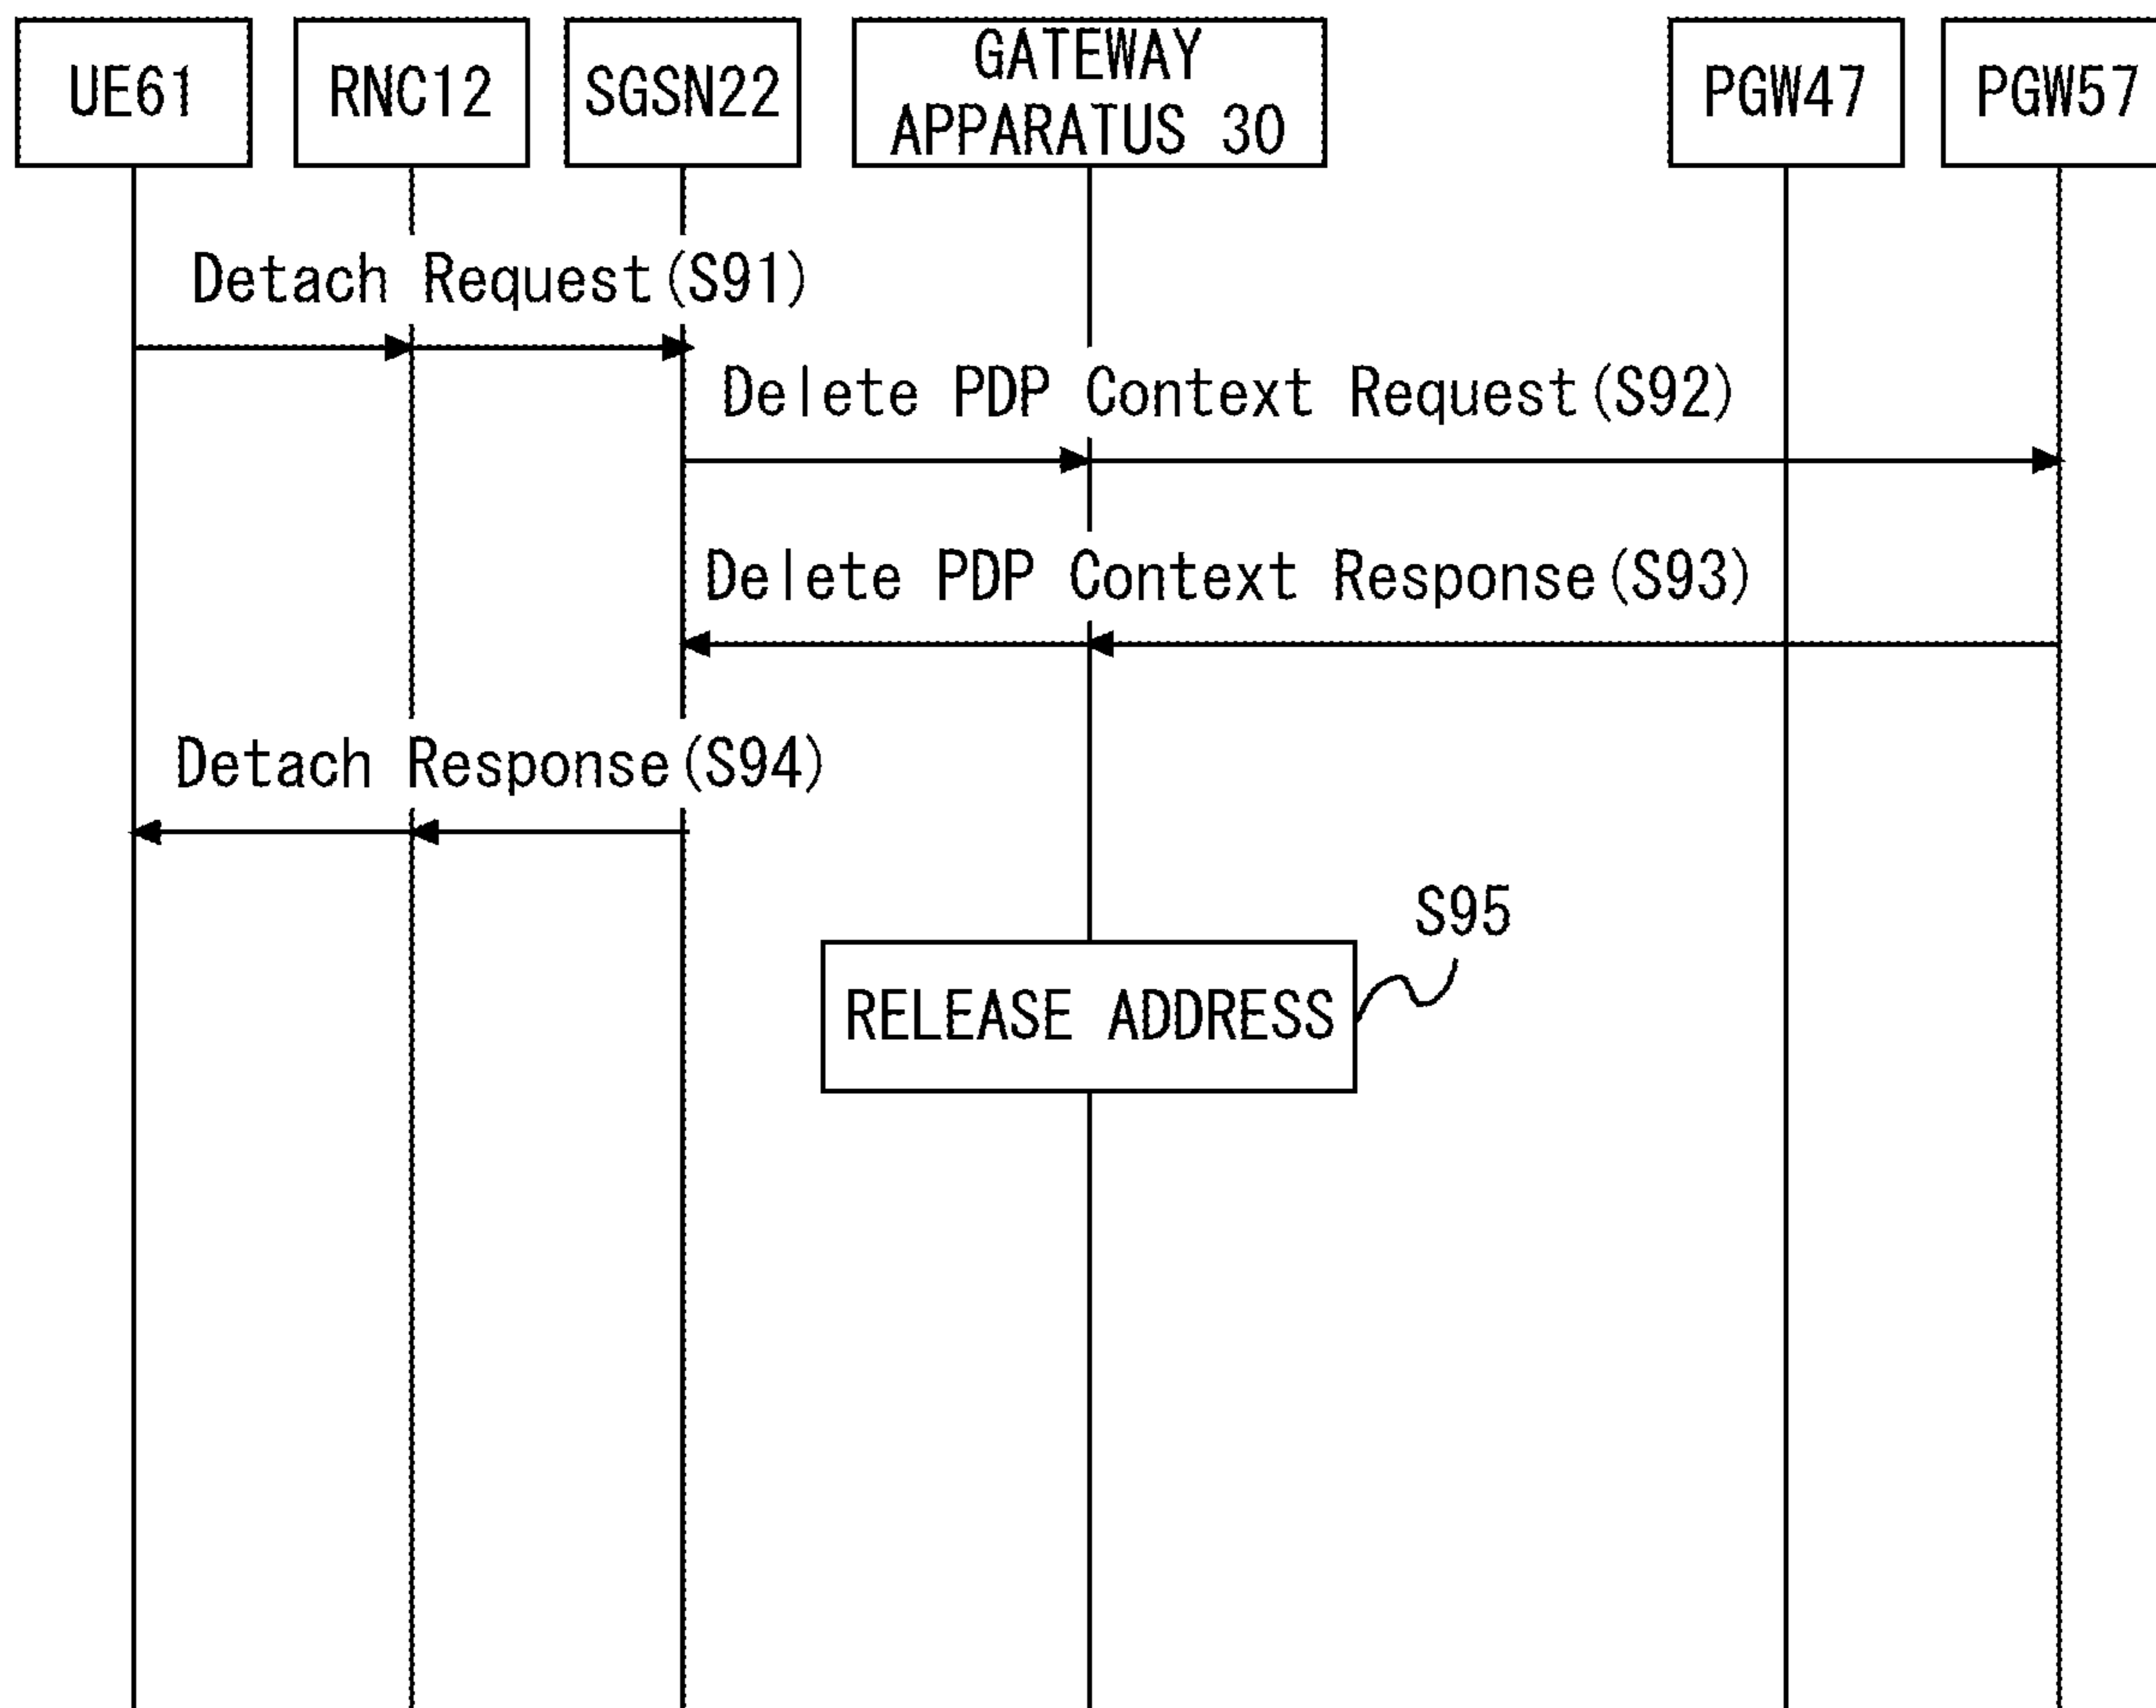 UE61
RNC12
SGSN22
GATEWAY
APPARATUS 30
PGW47
PGW57
Detach Request(S91)
Delete PDP Context Request(S92)
Delete PDP Context Response(S93)
Detach Response(S94)
S95
RELEASE ADDRESS